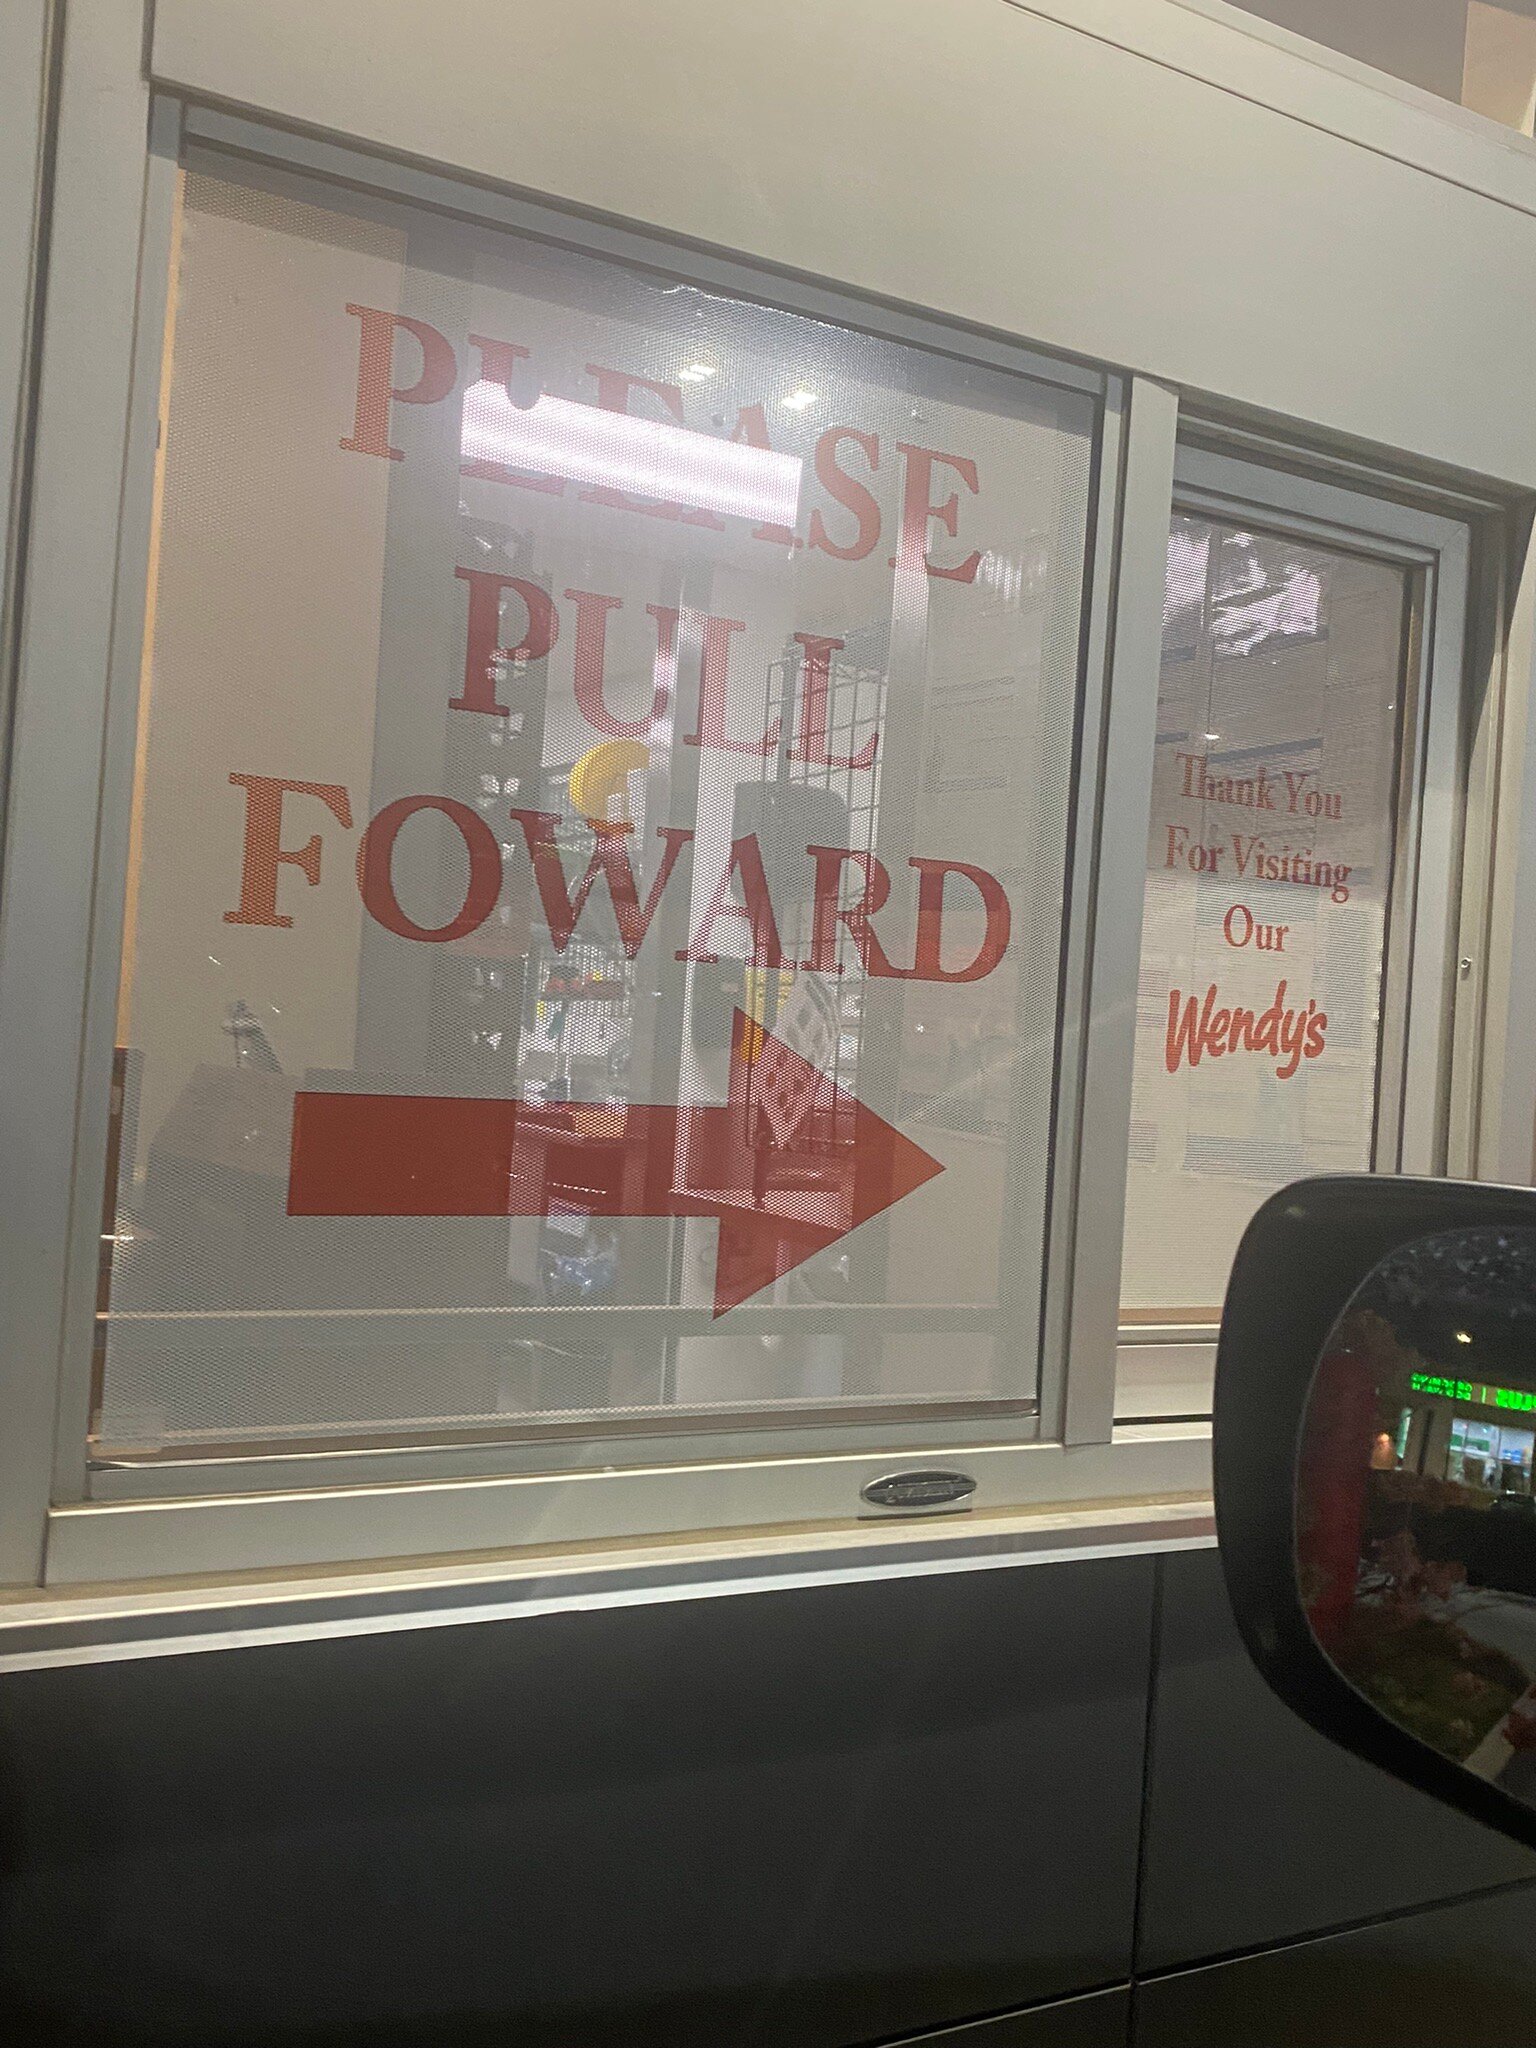 PLEASE
PULL
FOWARD
Thank You
For Visiting
Our
Wendy's